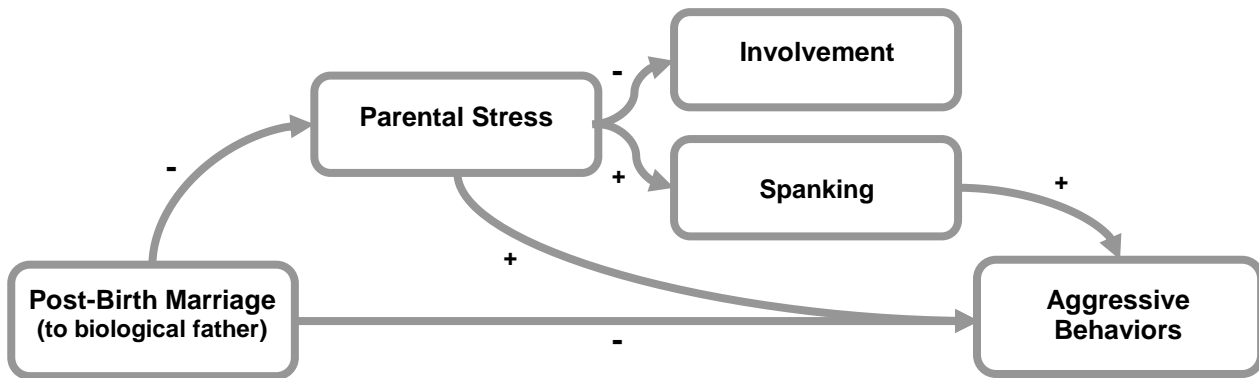 Involvement
-
Parental Stress
-
+
Spanking
+
+
Post-Birth Marriage
(to biological father)
Aggressive
Behaviors
-